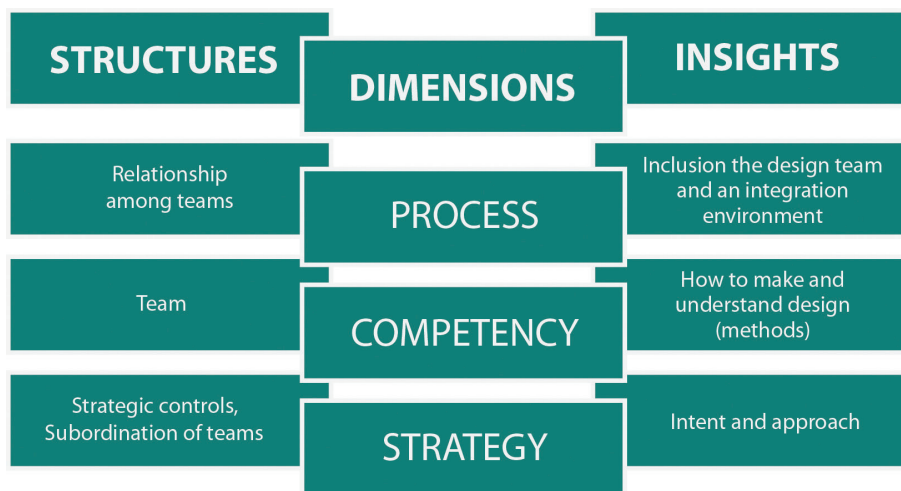 STRUCTURES
DIMENSIONS
INSIGHTS
Relationship
among teams
PROCESS
Inclusion the design team
and an integration
environment
Team
COMPETENCY
How to make and
understand design
(methods)
Strategic controls,
Subordination of teams
STRATEGY
Intent and approach